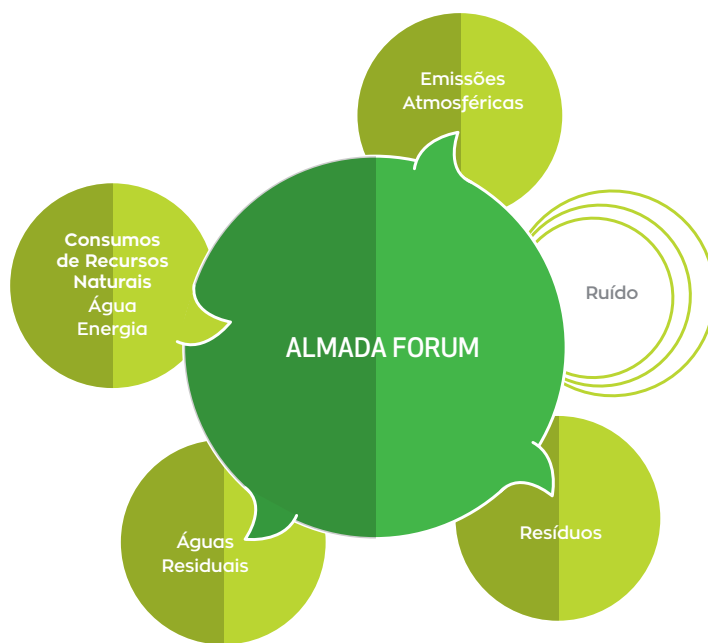 Emissões
Atmosféricas
Consumos
de Recursos
Naturais
Água
Energia
Ruído
ALMADA FORUM
Resíduos
Águas
Residuais